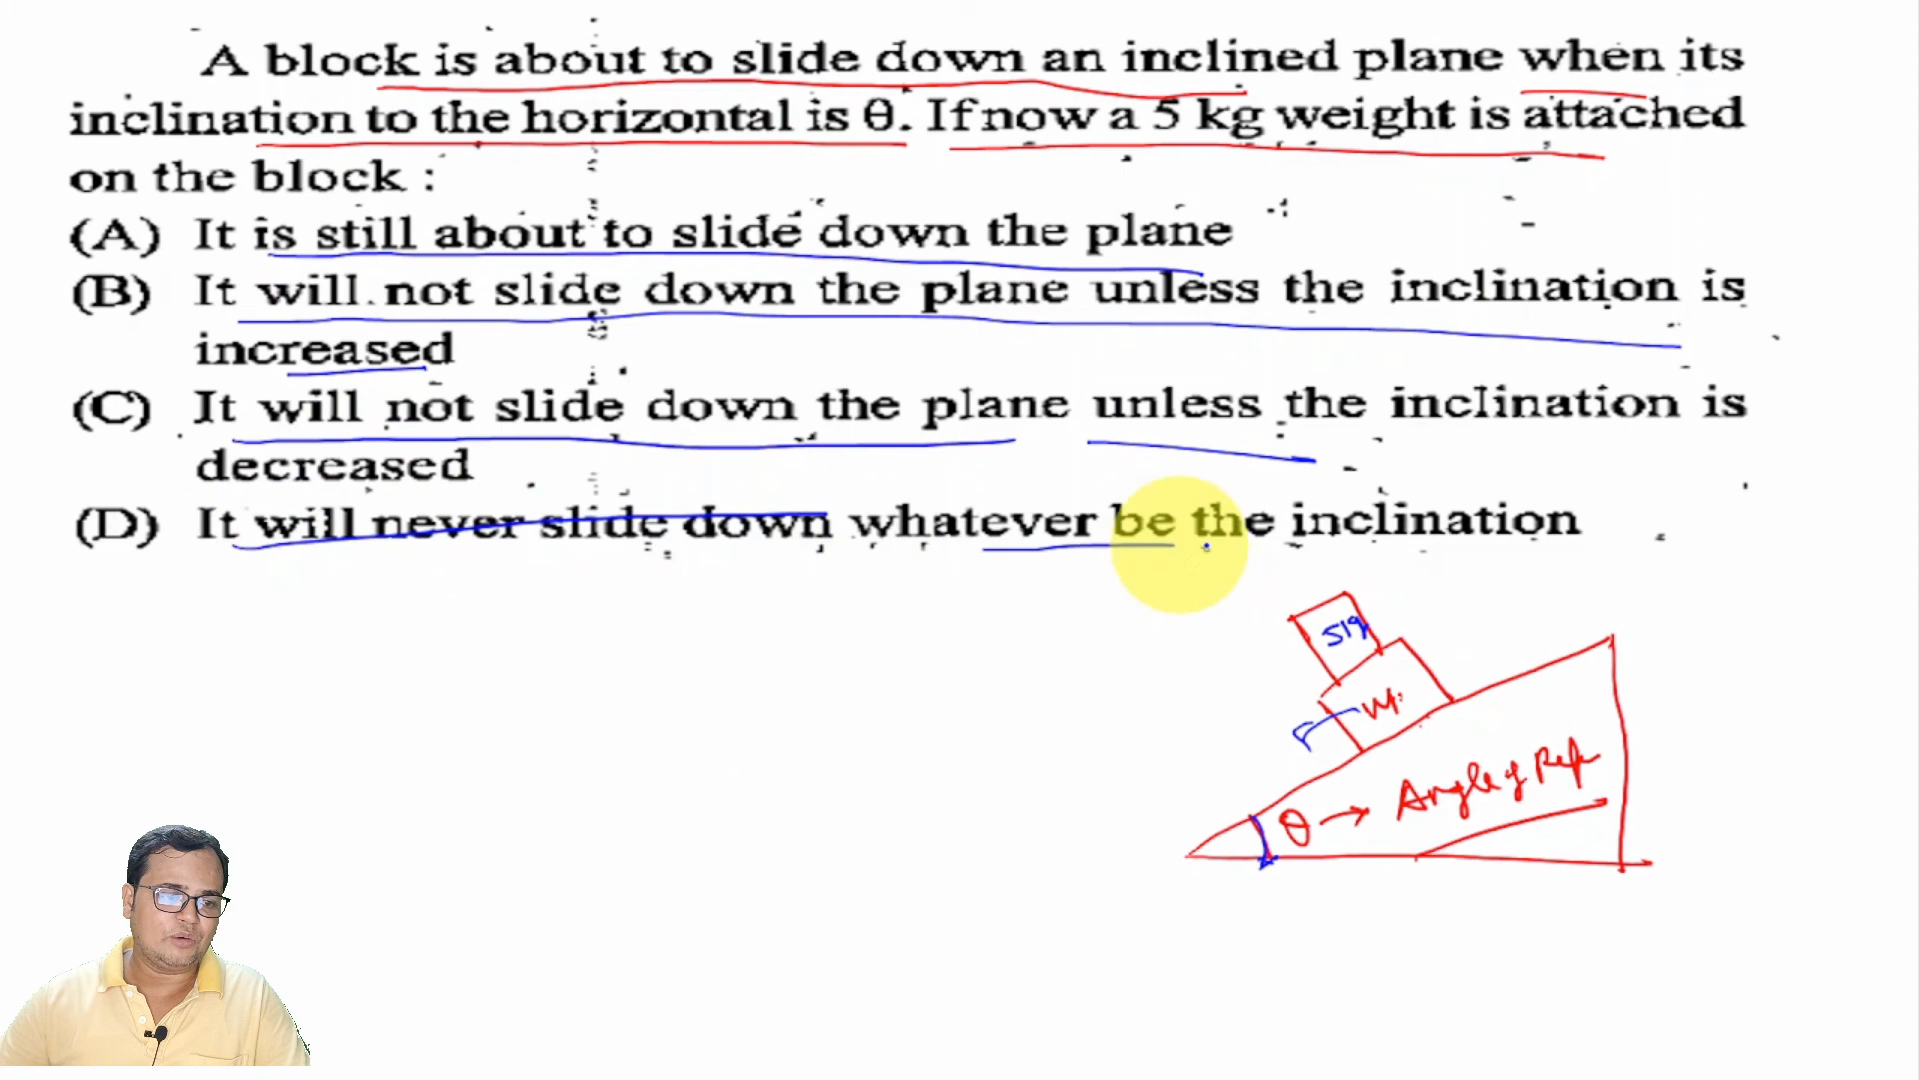 A block is about to slide down an inclined plane when its
inclination to the horizontal is θ. If now a 5 kg weight is attached
on the block :
(A) It is still about to slide down the plane
(B) It will not slide down the plane unless the inclination is
increased
(C) It will not slide down the plane unless the inclination is
decreased
(D) It will never slide down whatever be the inclination
θ → Angle of